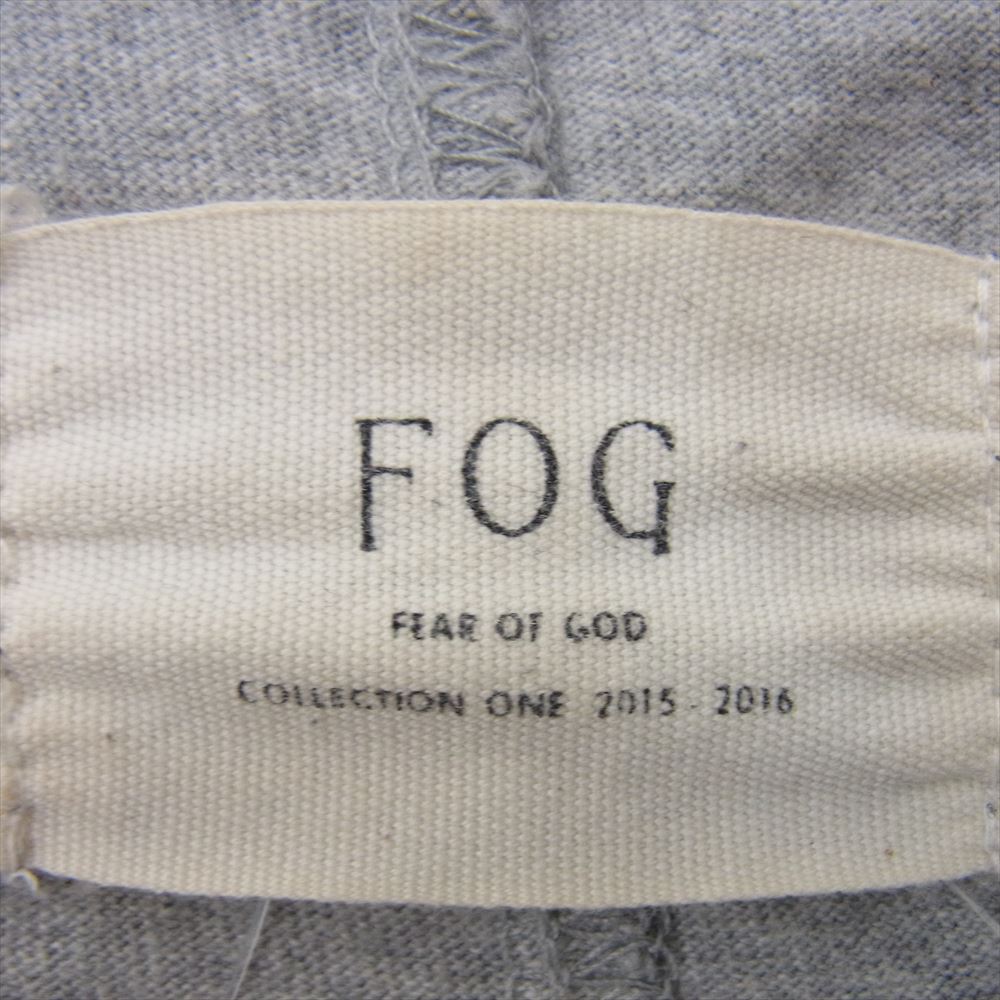 FOG
FEAR OF GOD
COLLECTION ONE 2015 - 2016